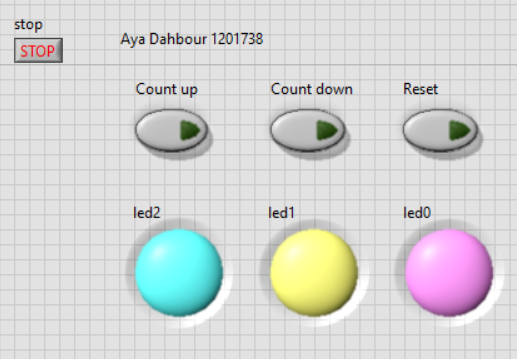 stop
STOP
Aya Dahbour 1201738
Count up
Count down
Reset
led2
led1
led0